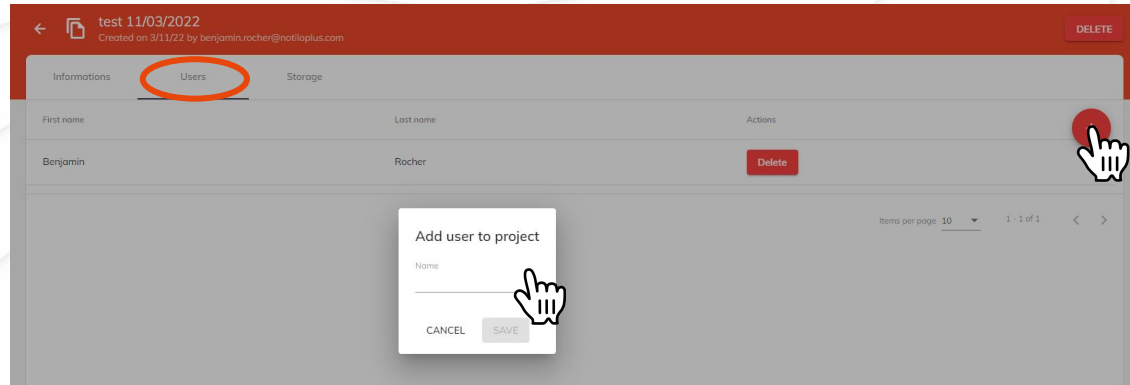 test 11/03/2022
Created on 3/11/22 by benjamin.rocher@notiloplus.com
DELETE
Informations Users Storage
First name Last name Actions
Benjamin Rocher Delete
Items per page 10 1 - 1 of 1
Add user to project
Name
CANCEL SAVE